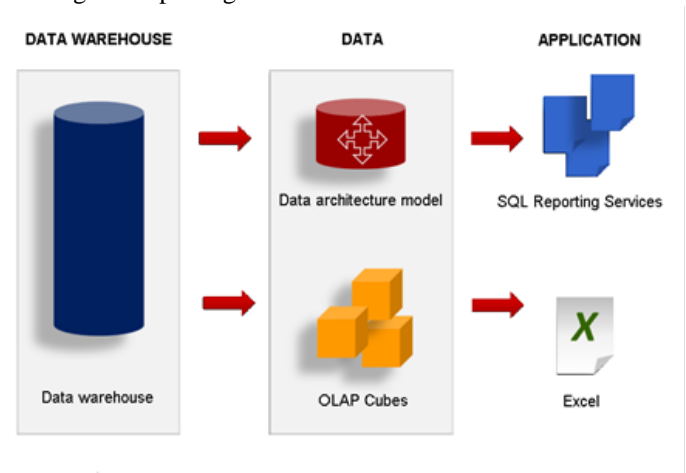 DATA WAREHOUSE DATA APPLICATION
Data architecture model SQL Reporting Services
Data warehouse OLAP Cubes Excel
X